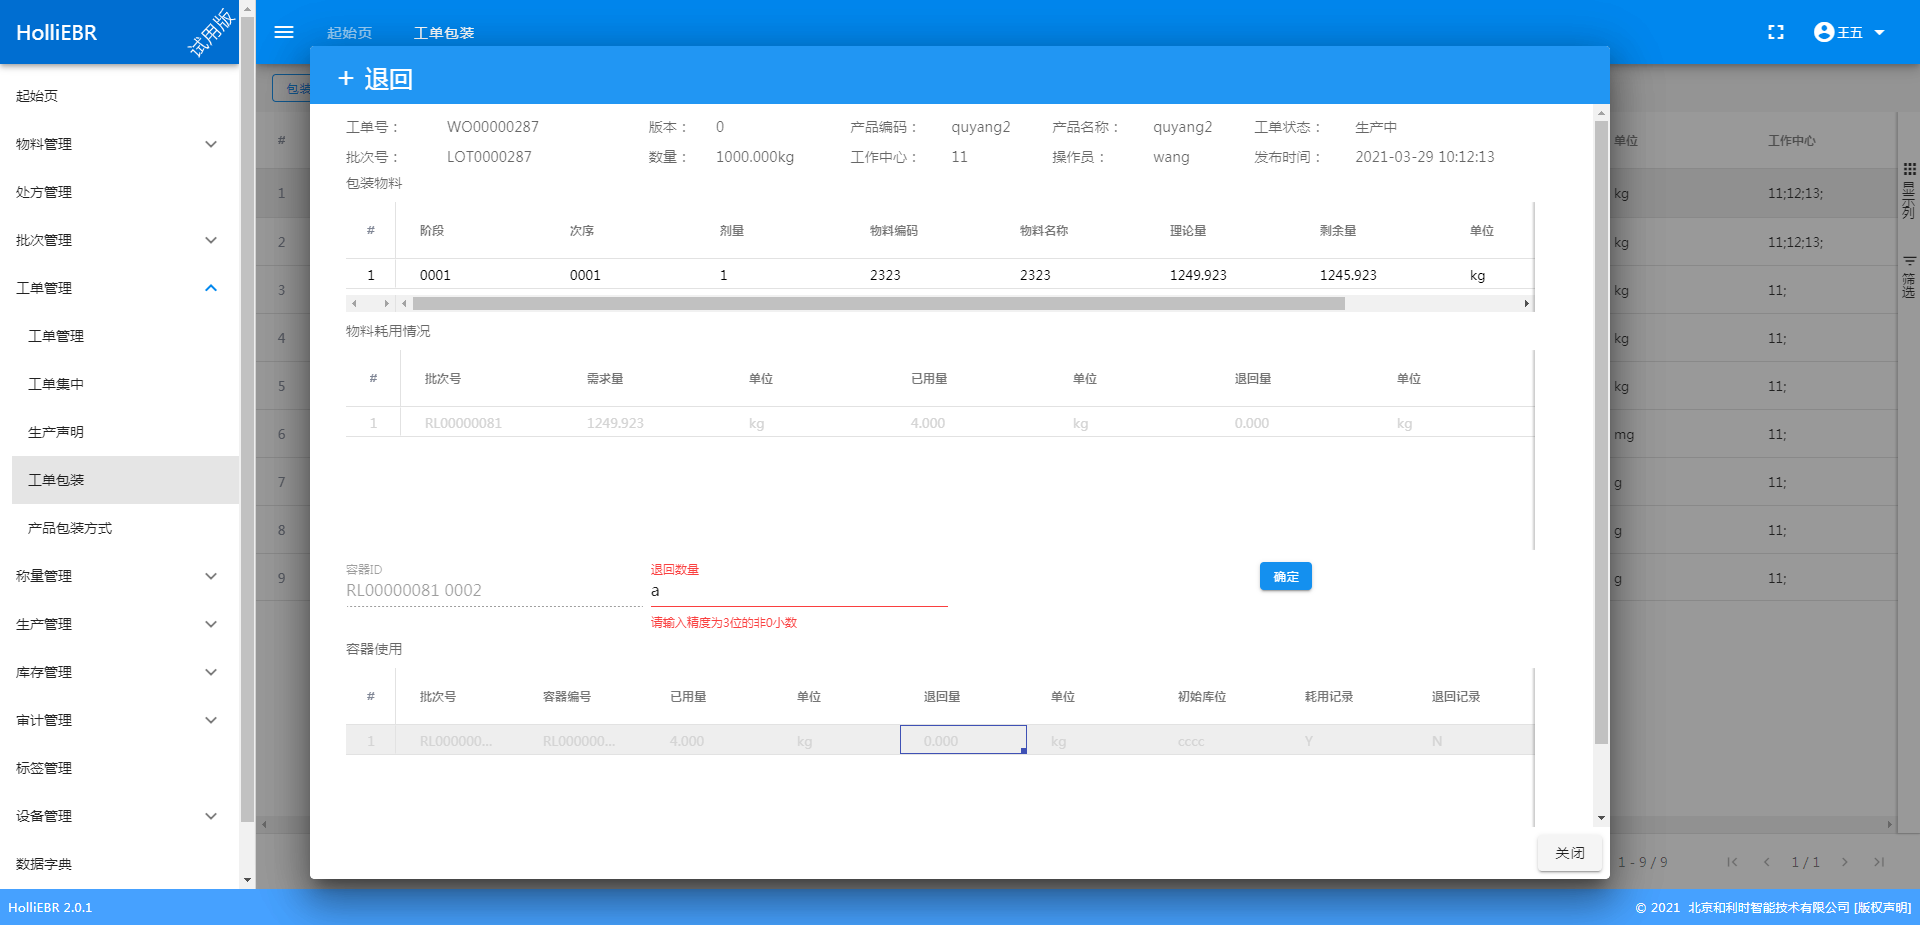 HolliEBR 试用版
起始页 工单包装 王五
起始页
物料管理
处方管理
批次管理
工单管理
工单管理
工单集中
生产声明
工单包装
产品包装方式
称量管理
生产管理
库存管理
审计管理
标签管理
设备管理
数据字典
包装
# 单位 工作中心
1 kg 11;12;13;
2 kg 11;12;13;
3 kg 11;
4 kg 11;
5 kg 11;
6 mg 11;
7 g 11;
8 g 11;
9 g 11;
显示列
筛选
+ 退回
工单号： WO00000287 版本： 0 产品编码： quyang2 产品名称： quyang2 工单状态： 生产中
批次号： LOT0000287 数量： 1000.000kg 工作中心： 11 操作员： wang 发布时间： 2021-03-29 10:12:13
包装物料
# 阶段 次序 剂量 物料编码 物料名称 理论量 剩余量 单位
1 0001 0001 1 2323 2323 1249.923 1245.923 kg
物料耗用情况
# 批次号 需求量 单位 已用量 单位 退回量 单位
1 RL00000081 1249.923 kg 4.000 kg 0.000 kg
容器ID 退回数量
RL00000081 0002 a 确定
请输入精度为3位的非0小数
容器使用
# 批次号 容器编号 已用量 单位 退回量 单位 初始库位 耗用记录 退回记录
1 RL000000... RL000000... 4.000 kg 0.000 kg cccc Y N
关闭
1 - 9 / 9 1 / 1
HolliEBR 2.0.1 © 2021 北京和利时智能技术有限公司 [版权声明]